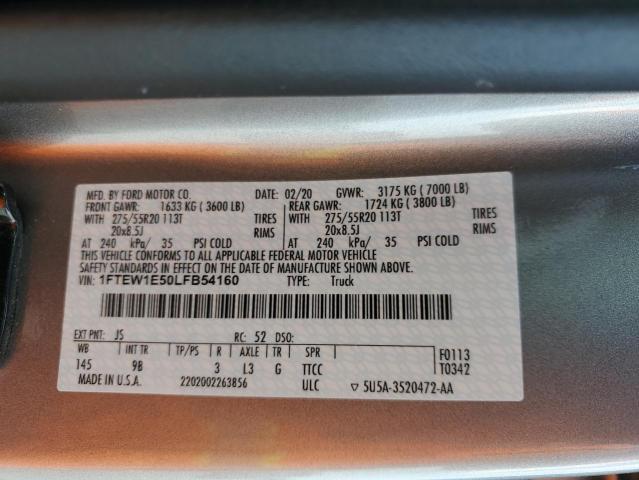 MFD. BY FORD MOTOR CO. DATE: 02/20 GVWR: 3175 KG ( 7000 LB)
FRONT GAWR: 1633 KG ( 3600 LB) REAR GAWR: 1724 KG ( 3800 LB)
WITH 275/55R20 113T TIRES WITH 275/55R20 113T TIRES
20x8.5J RIMS 20x8.5J RIMS
AT 240 kPa/ 35 PSI COLD AT 240 kPa/ 35 PSI COLD
THIS VEHICLE CONFORMS TO ALL APPLICABLE FEDERAL MOTOR VEHICLE
SAFETY STANDARDS IN EFFECT ON THE DATE OF MANUFACTURE SHOWN ABOVE.
VIN: 1FTEW1E50LFB54160 TYPE: Truck
EXT PNT: JS RC: 52 DSO:
WB INT TR TP/PS R AXLE TR SPR F0113
145 9B 3 L3 G TTCC T0342
MADE IN U.S.A. 2202002263856 ULC ▽ 5U5A-3520472-AA